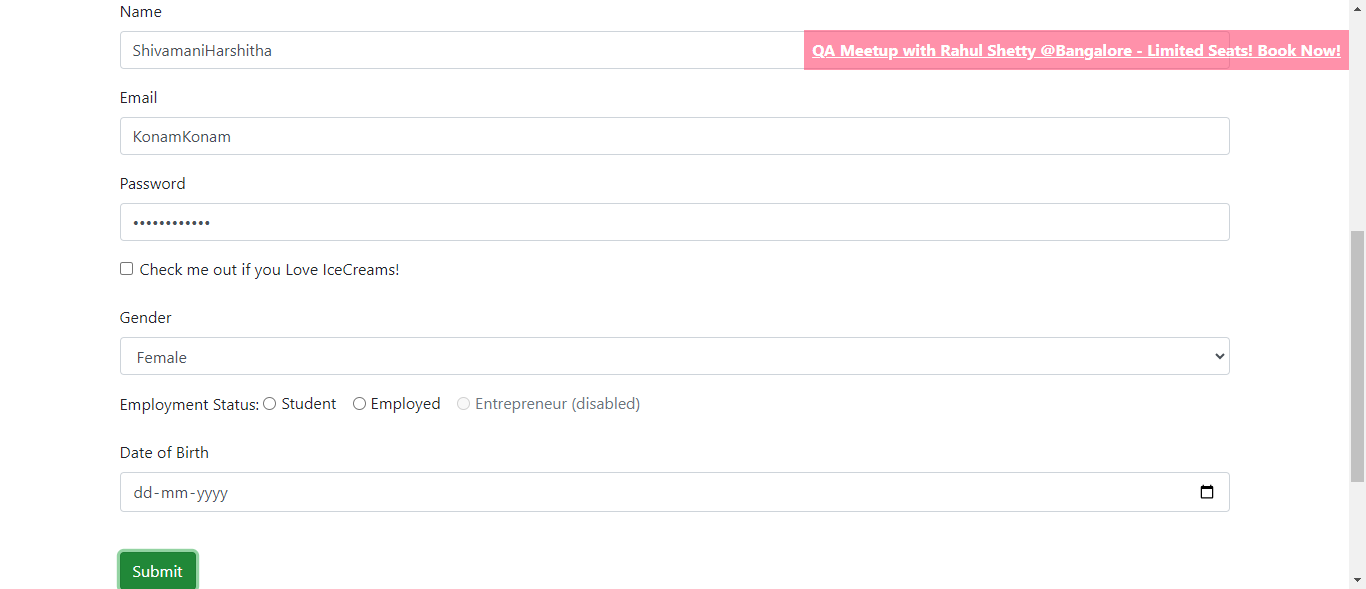 Name
ShivamaniHarshitha
QA Meetup with Rahul Shetty @Bangalore - Limited Seats! Book Now!
Email
KonamKonam
Password
••••••••••••
Check me out if you Love IceCreams!
Gender
Female
Employment Status: Student Employed Entrepreneur (disabled)
Date of Birth
dd-mm-yyyy
Submit